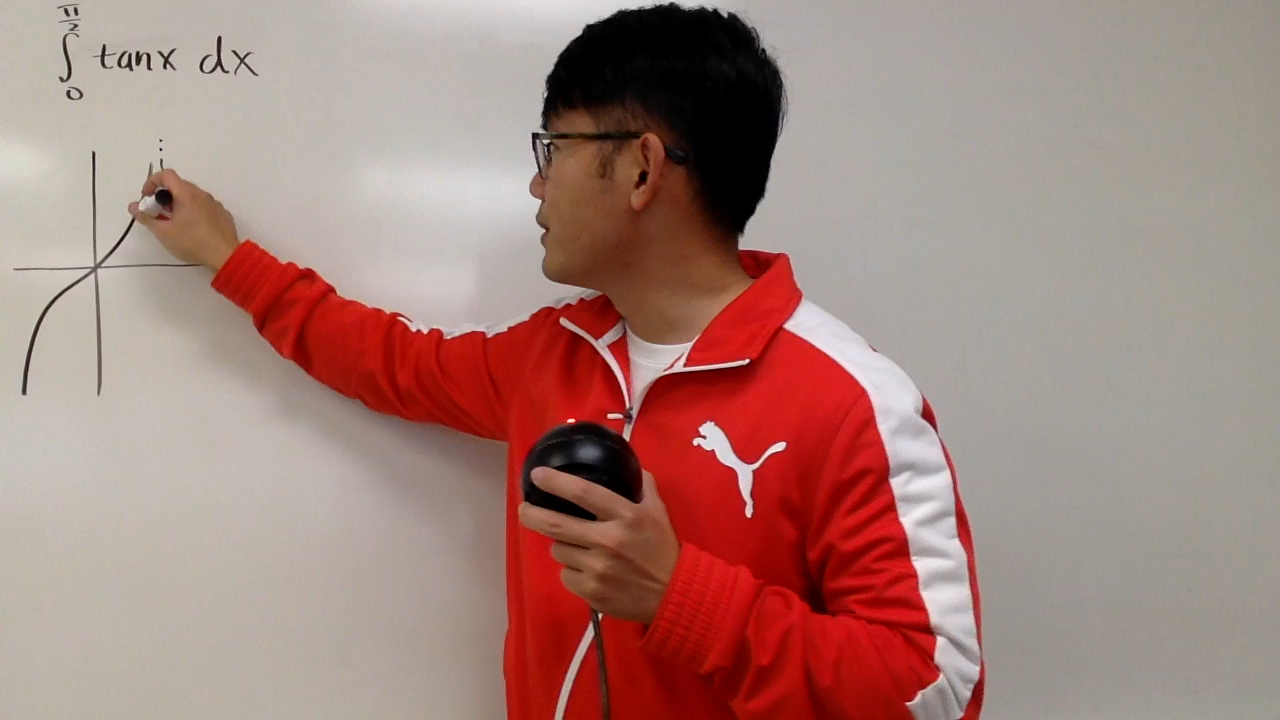 ∫₀^{π/2} tanx dx